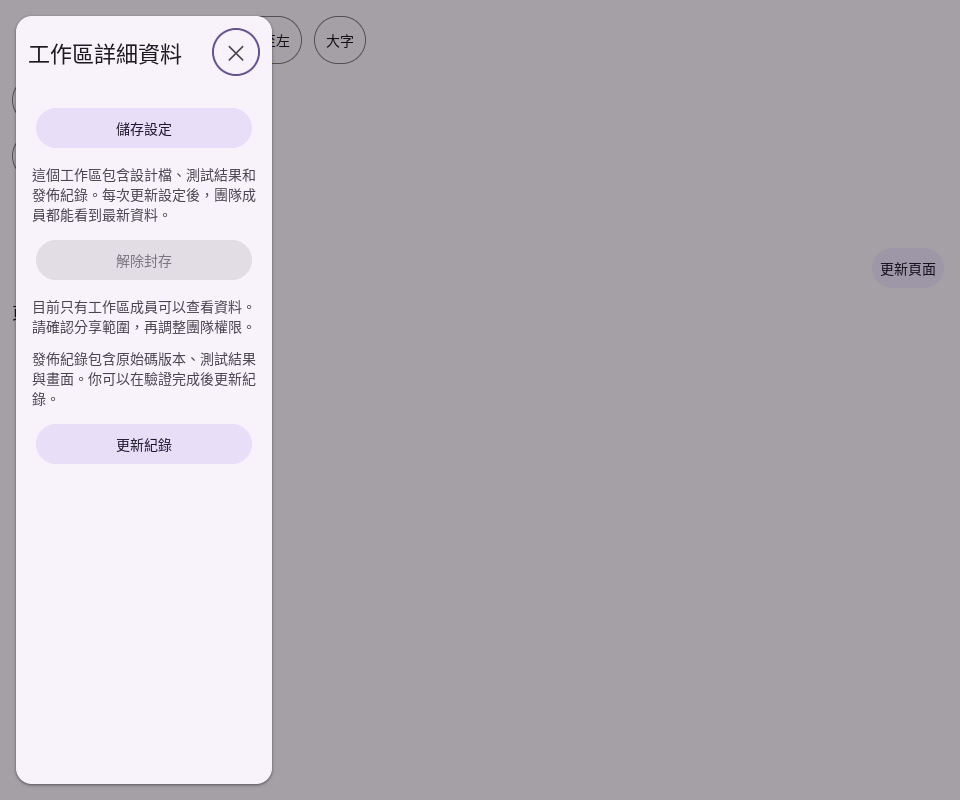 工作區詳細資料
儲存設定
這個工作區包含設計檔、測試結果和
發佈紀錄。每次更新設定後，團隊成
員都能看到最新資料。
解除封存
目前只有工作區成員可以查看資料。
請確認分享範圍，再調整團隊權限。
發佈紀錄包含原始碼版本、測試結果
與畫面。你可以在驗證完成後更新紀
錄。
更新紀錄
左
大字
更新頁面